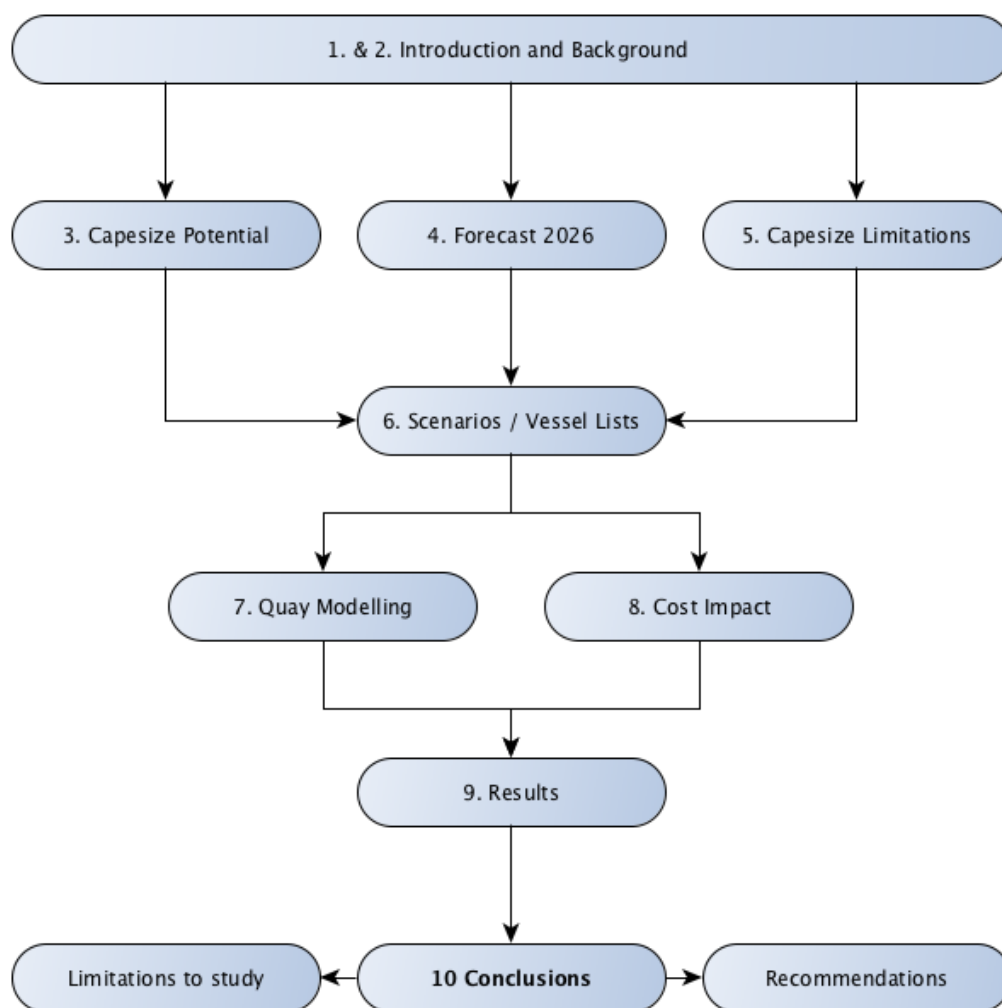 1. & 2. Introduction and Background
3. Capesize Potential
4. Forecast 2026
5. Capesize Limitations
6. Scenarios / Vessel Lists
7. Quay Modelling
8. Cost Impact
9. Results
Limitations to study
10 Conclusions
Recommendations